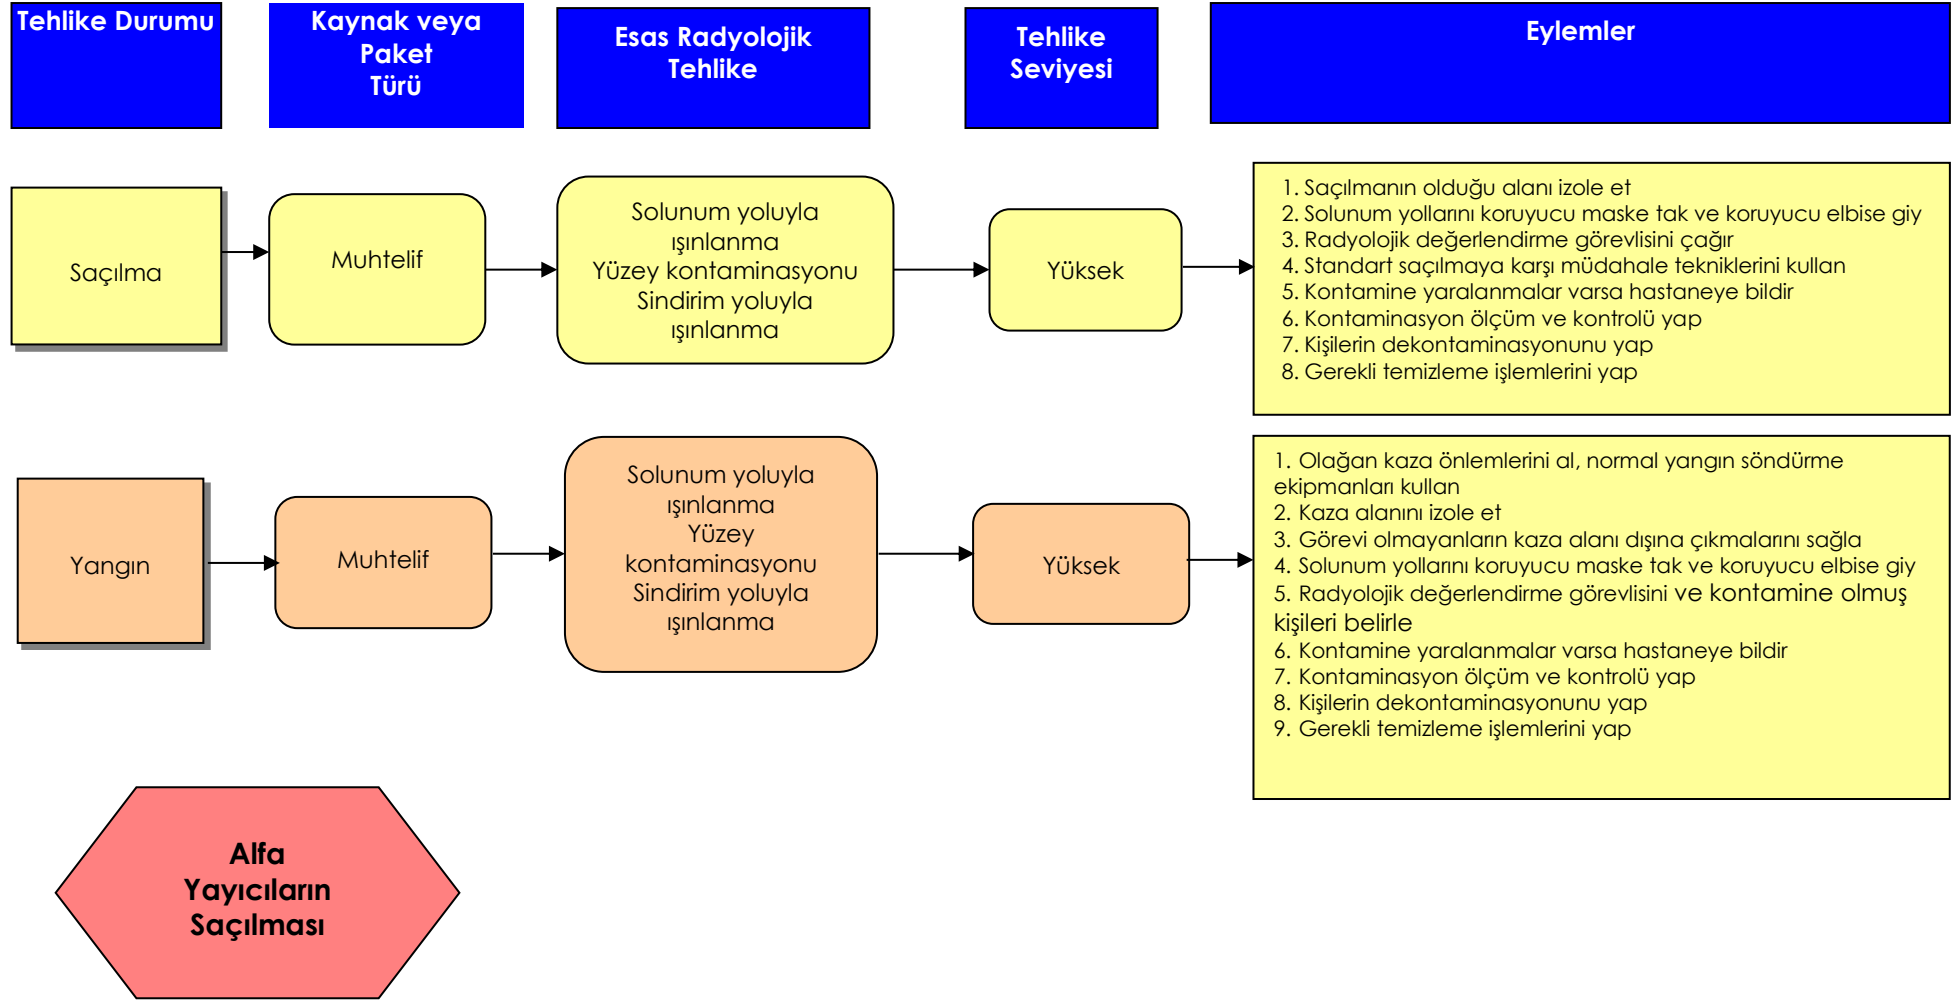 Tehlike Durumu
Kaynak veya
Paket
Türü
Esas Radyolojik
Tehlike
Tehlike
Seviyesi
Eylemler
Saçılma
Muhtelif
Solunum yoluyla
ışınlanma
Yüzey kontaminasyonu
Sindirim yoluyla
ışınlanma
Yüksek
1. Saçılmanın olduğu alanı izole et
2. Solunum yollarını koruyucu maske tak ve koruyucu elbise giy
3. Radyolojik değerlendirme görevlisini çağır
4. Standart saçılmaya karşı müdahale tekniklerini kullan
5. Kontamine yaralanmalar varsa hastaneye bildir
6. Kontaminasyon ölçüm ve kontrolü yap
7. Kişilerin dekontaminasyonunu yap
8. Gerekli temizleme işlemlerini yap
Yangın
Muhtelif
Solunum yoluyla
ışınlanma
Yüzey
kontaminasyonu
Sindirim yoluyla
ışınlanma
Yüksek
1. Olağan kaza önlemlerini al, normal yangın söndürme
ekipmanları kullan
2. Kaza alanını izole et
3. Görevi olmayanların kaza alanı dışına çıkmalarını sağla
4. Solunum yollarını koruyucu maske tak ve koruyucu elbise giy
5. Radyolojik değerlendirme görevlisini ve kontamine olmuş
kişileri belirle
6. Kontamine yaralanmalar varsa hastaneye bildir
7. Kontaminasyon ölçüm ve kontrolü yap
8. Kişilerin dekontaminasyonunu yap
9. Gerekli temizleme işlemlerini yap
Alfa
Yayıcıların
Saçılması